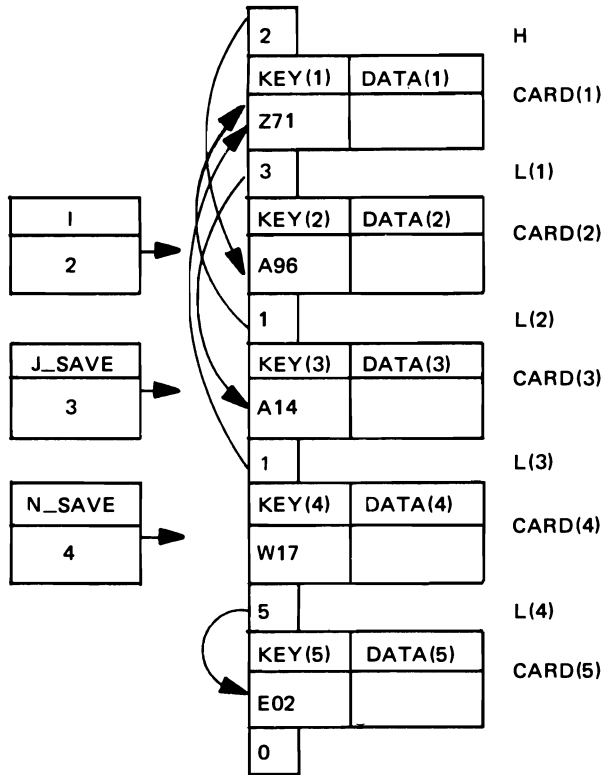 2 H
KEY(1) DATA(1)
CARD(1)
Z71
3 L(1)
I
KEY(2) DATA(2)
CARD(2)
2
A96
1 L(2)
J_SAVE
KEY(3) DATA(3)
CARD(3)
3
A14
1 L(3)
N_SAVE
KEY(4) DATA(4)
CARD(4)
4
W17
5 L(4)
KEY(5) DATA(5)
CARD(5)
E02
0